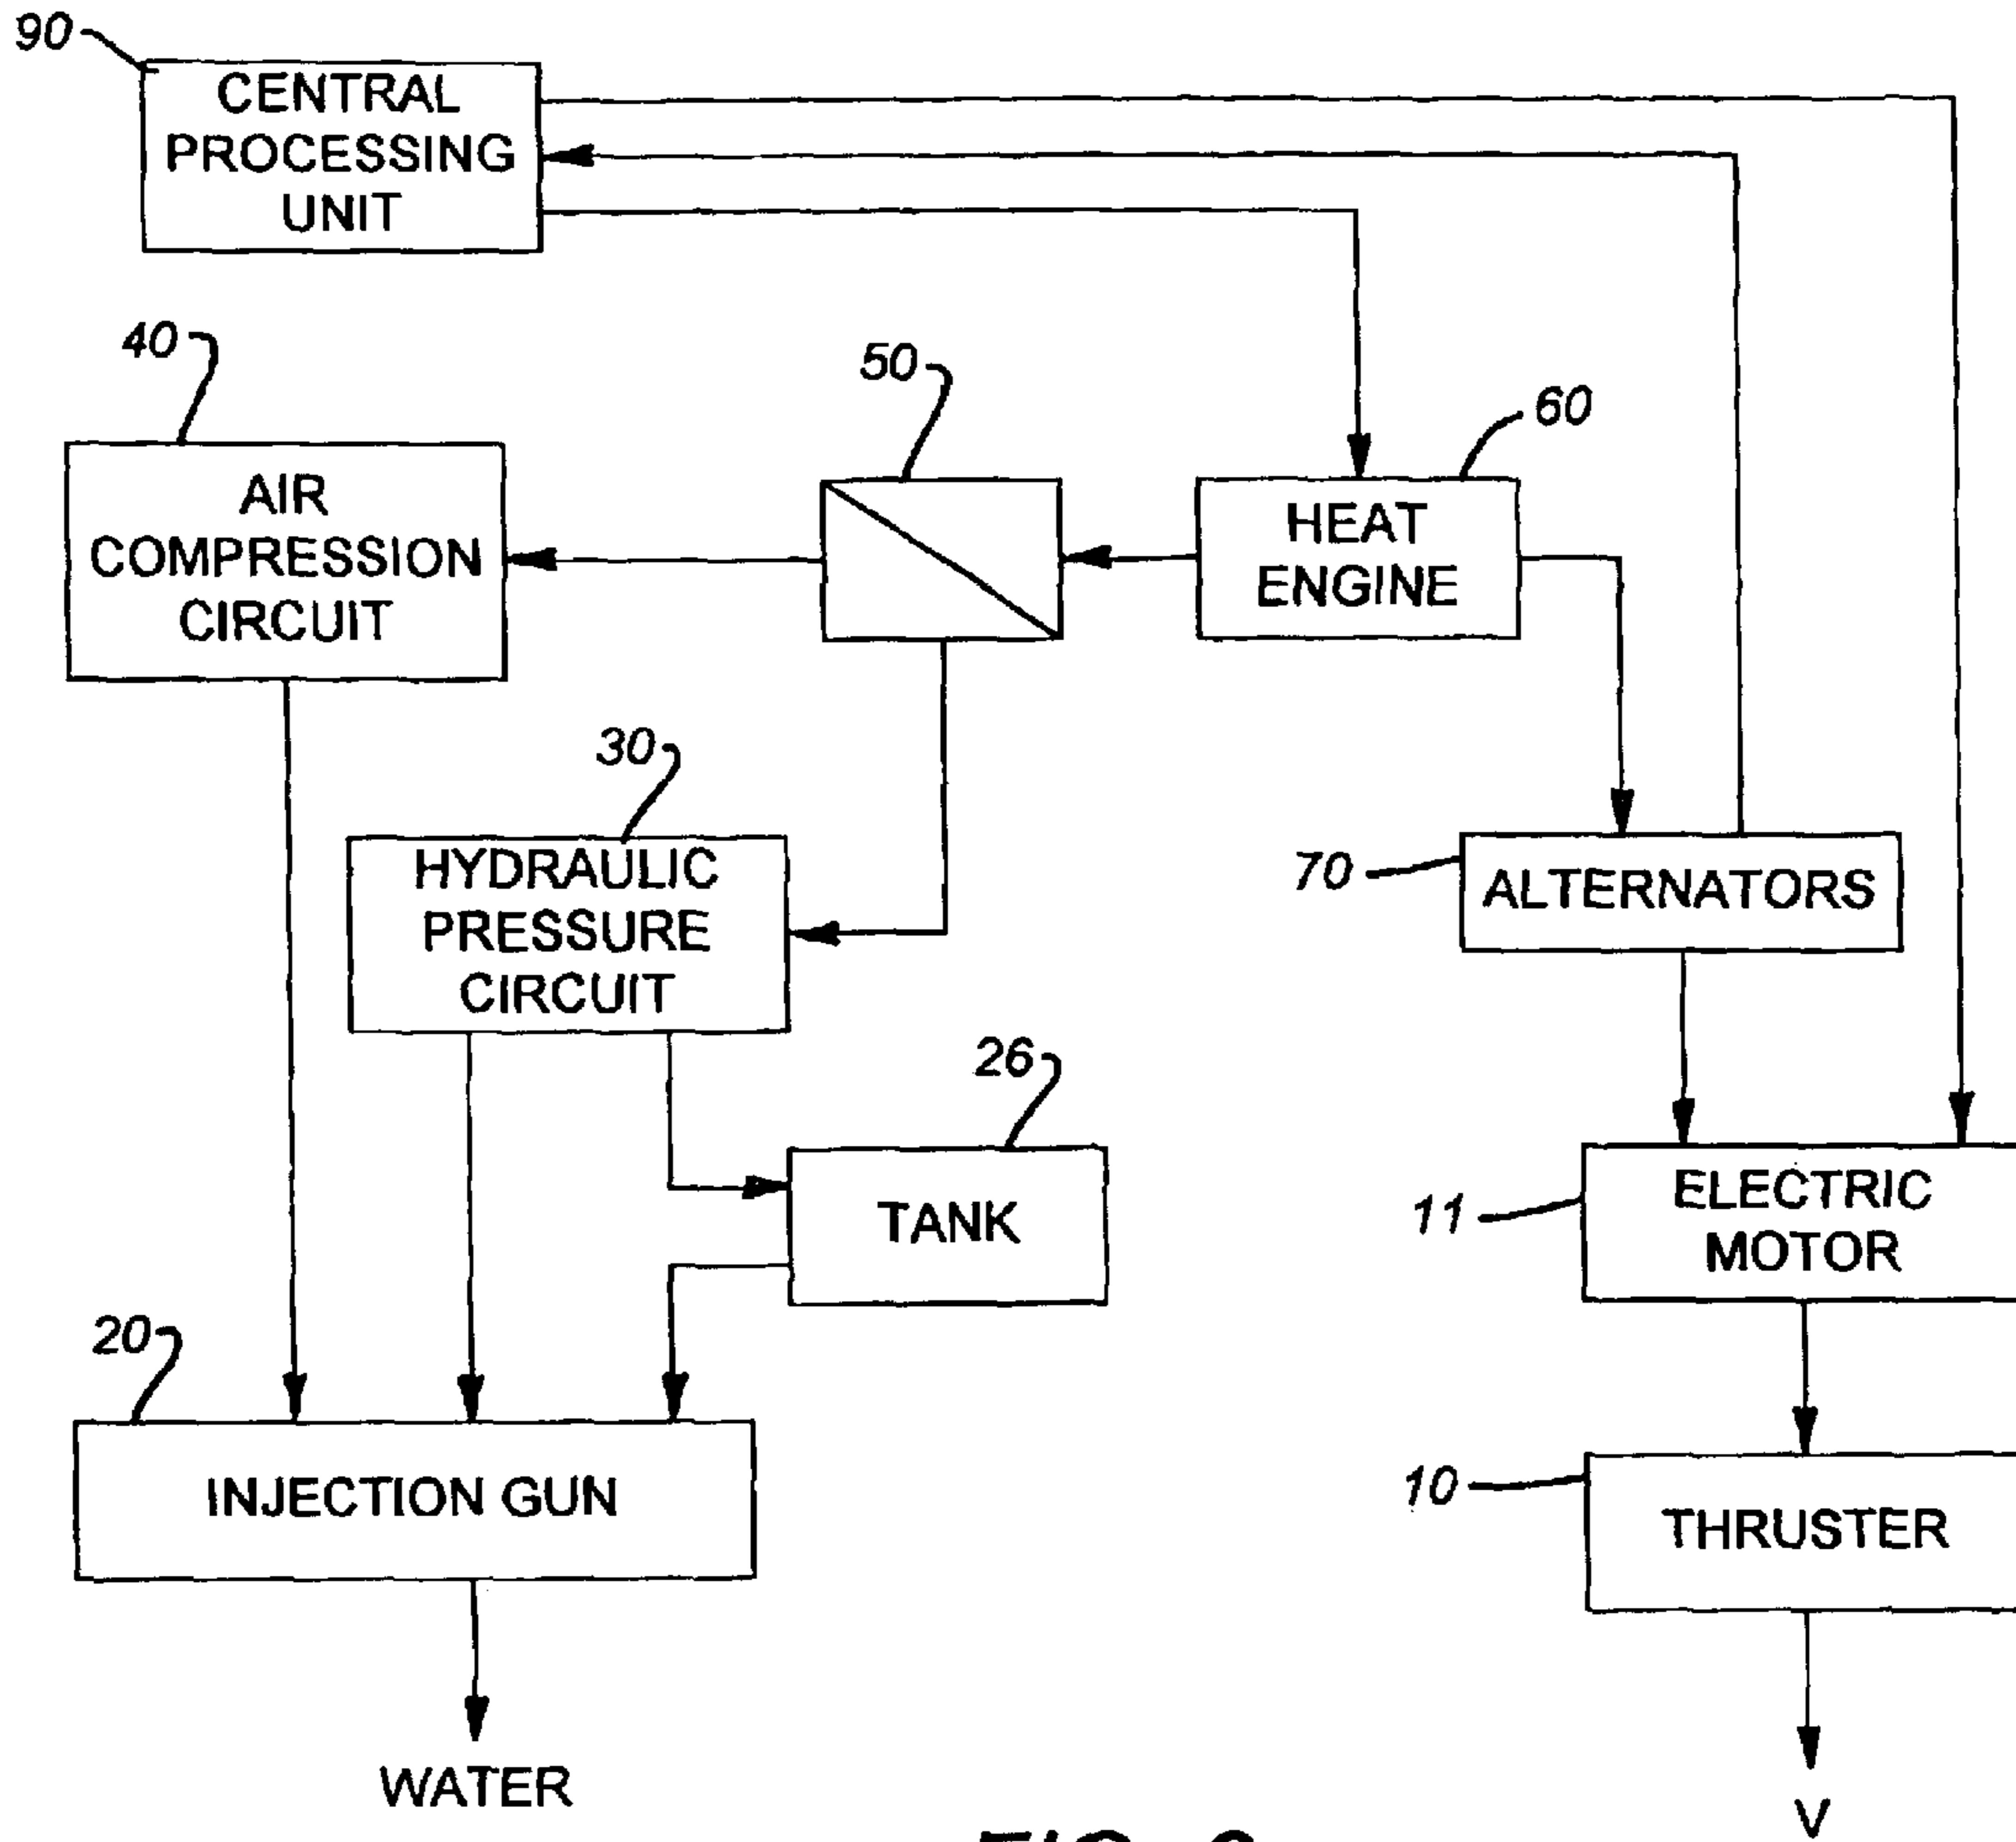 90
CENTRAL
PROCESSING
UNIT
40
50
60
AIR
COMPRESSION
CIRCUIT
HEAT
ENGINE
30
HYDRAULIC
PRESSURE
CIRCUIT
70
ALTERNATORS
26
TANK
11
ELECTRIC
MOTOR
20
INJECTION GUN
10
THRUSTER
WATER
V